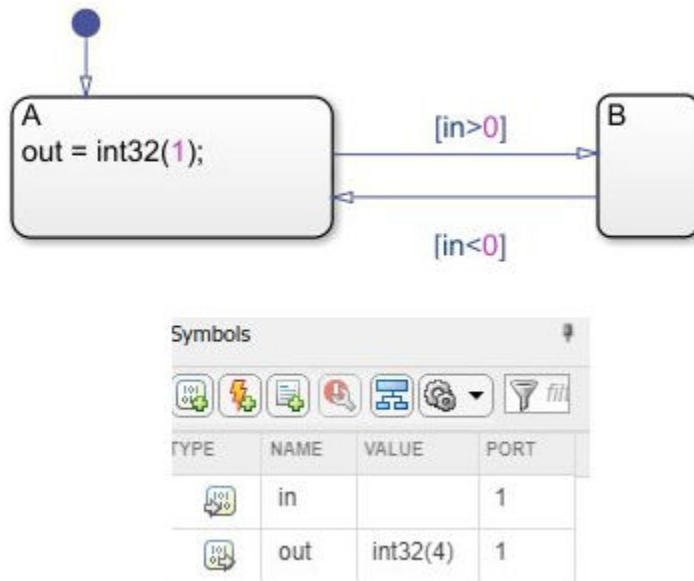 A
out = int32(1);
[in>0]
B
[in<0]
Symbols
TYPE NAME VALUE PORT
in 1
out int32(4) 1